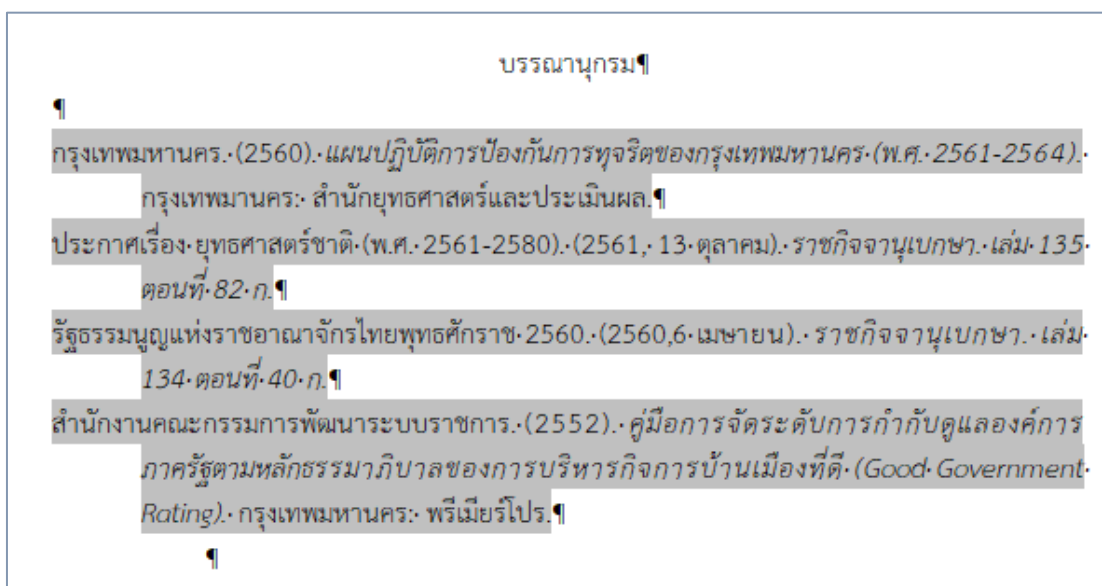 บรรณานุกรม¶
¶
กรุงเทพมหานคร.·(2560).·แผนปฏิบัติการป้องกันการทุจริตของกรุงเทพมหานคร·(พ.ศ.·2561-2564).·
กรุงเทพมานคร:·สำนักยุทธศาสตร์และประเมินผล.¶
ประกาศเรื่อง·ยุทธศาสตร์ชาติ·(พ.ศ.·2561-2580).·(2561,·13·ตุลาคม).·ราชกิจจานุเบกษา.·เล่ม·135·
ตอนที่·82·ก.¶
รัฐธรรมนูญแห่งราชอาณาจักรไทยพุทธศักราช·2560.·(2560,6·เมษายน).·ราชกิจจานุเบกษา.·เล่ม·
134·ตอนที่·40·ก.¶
สำนักงานคณะกรรมการพัฒนาระบบราชการ.·(2552).·คู่มือการจัดระดับการกำกับดูแลองค์การ
ภาครัฐตามหลักธรรมาภิบาลของการบริหารกิจการบ้านเมืองที่ดี·(Good·Government·
Rating).·กรุงเทพมหานคร:·พรีเมียร์โปร.¶
¶